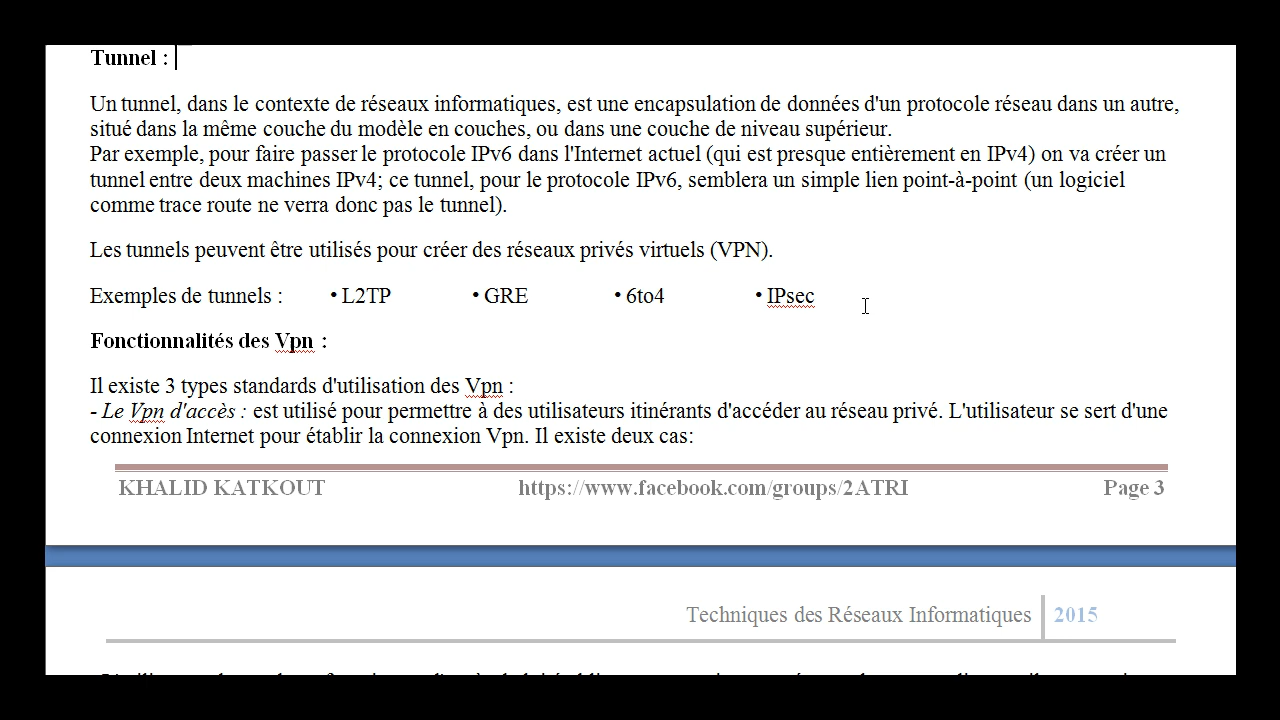 Tunnel :
Un tunnel, dans le contexte de réseaux informatiques, est une encapsulation de données d'un protocole réseau dans un autre,
situé dans la même couche du modèle en couches, ou dans une couche de niveau supérieur.
Par exemple, pour faire passer le protocole IPv6 dans l'Internet actuel (qui est presque entièrement en IPv4) on va créer un
tunnel entre deux machines IPv4; ce tunnel, pour le protocole IPv6, semblera un simple lien point-à-point (un logiciel
comme trace route ne verra donc pas le tunnel).
Les tunnels peuvent être utilisés pour créer des réseaux privés virtuels (VPN).
Exemples de tunnels : • L2TP • GRE • 6to4 • IPsec
Fonctionnalités des Vpn :
Il existe 3 types standards d'utilisation des Vpn :
- Le Vpn d'accès : est utilisé pour permettre à des utilisateurs itinérants d'accéder au réseau privé. L'utilisateur se sert d'une
connexion Internet pour établir la connexion Vpn. Il existe deux cas:
KHALID KATKOUT https://www.facebook.com/groups/2ATRI Page 3
Techniques des Réseaux Informatiques 2015